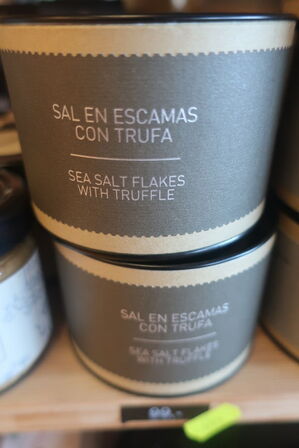 SAL EN ESCAMAS
CON TRUFA
SEA SALT FLAKES
WITH TRUFFLE
SAL EN ESCAMAS
CON TRUFA
SEA SALT FLAKES
WITH TRUFFLE
99.-